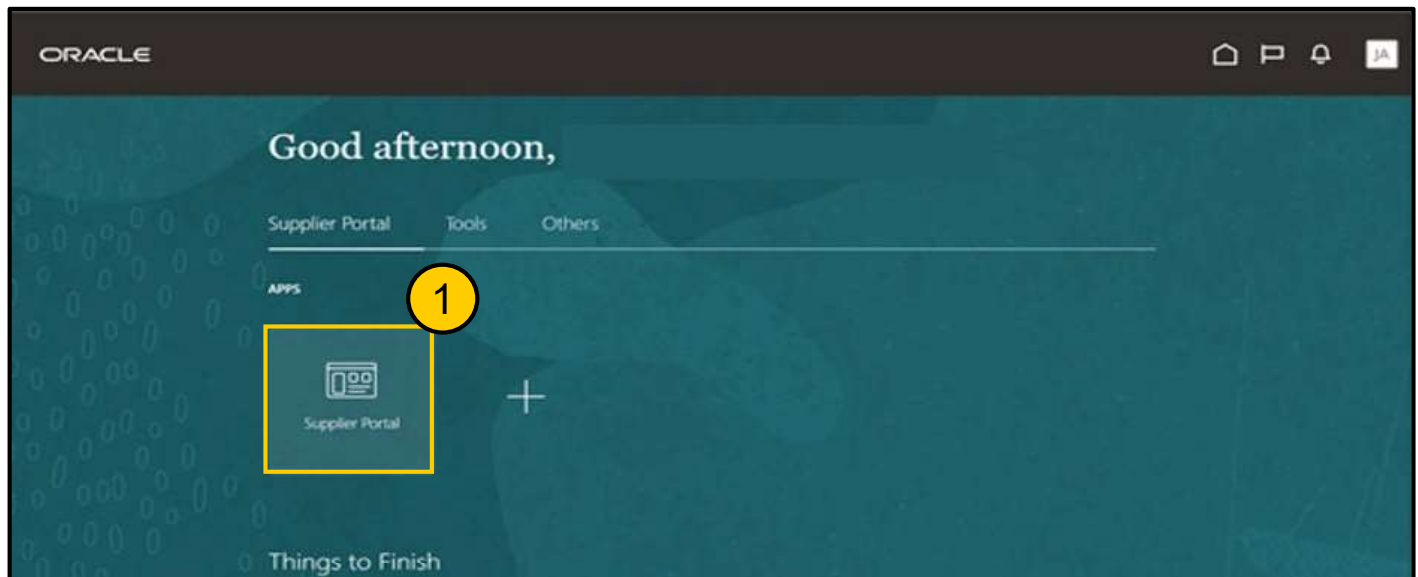 ORACLE
JA
Good afternoon,
Supplier Portal Tools Others
APPS
1
Supplier Portal
Things to Finish